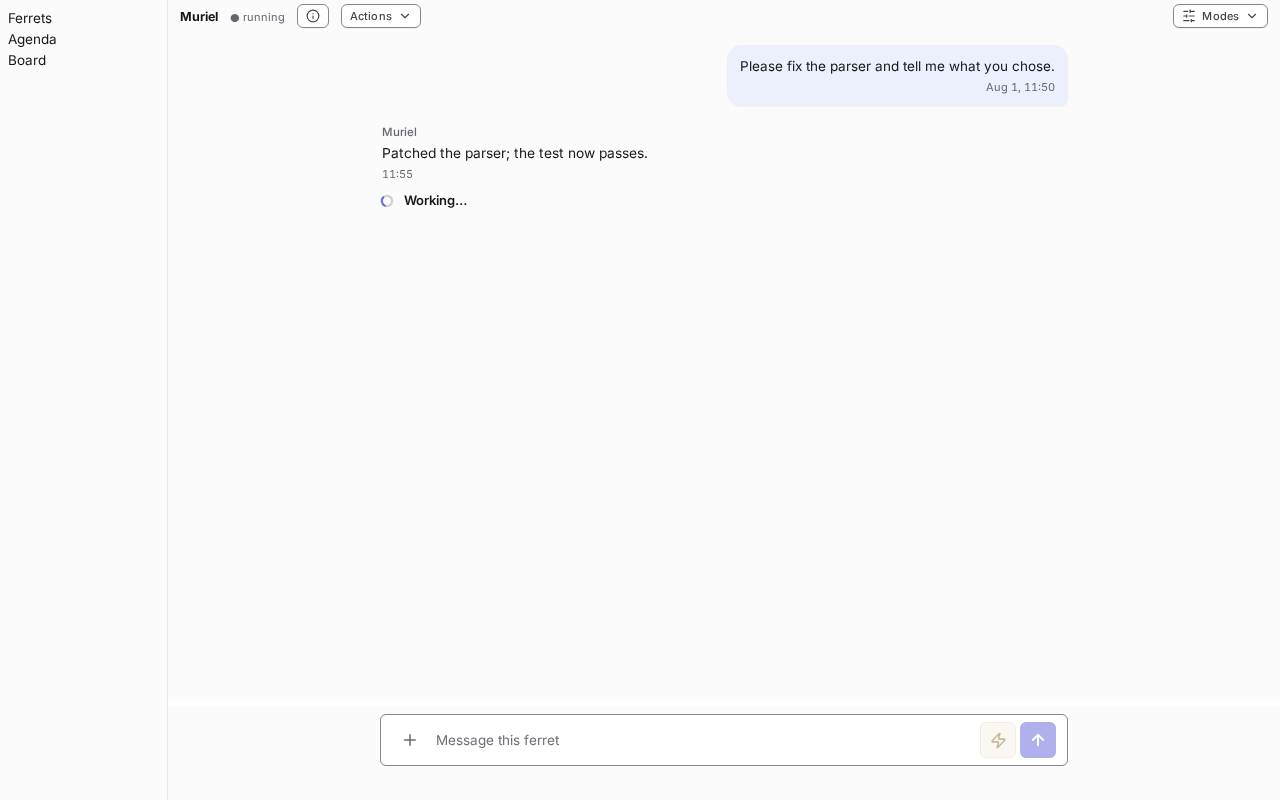 Ferrets
Agenda
Board
Muriel
running
Actions
Modes
Please fix the parser and tell me what you chose.
Aug 1, 11:50
Muriel
Patched the parser; the test now passes.
11:55
Working...
Message this ferret